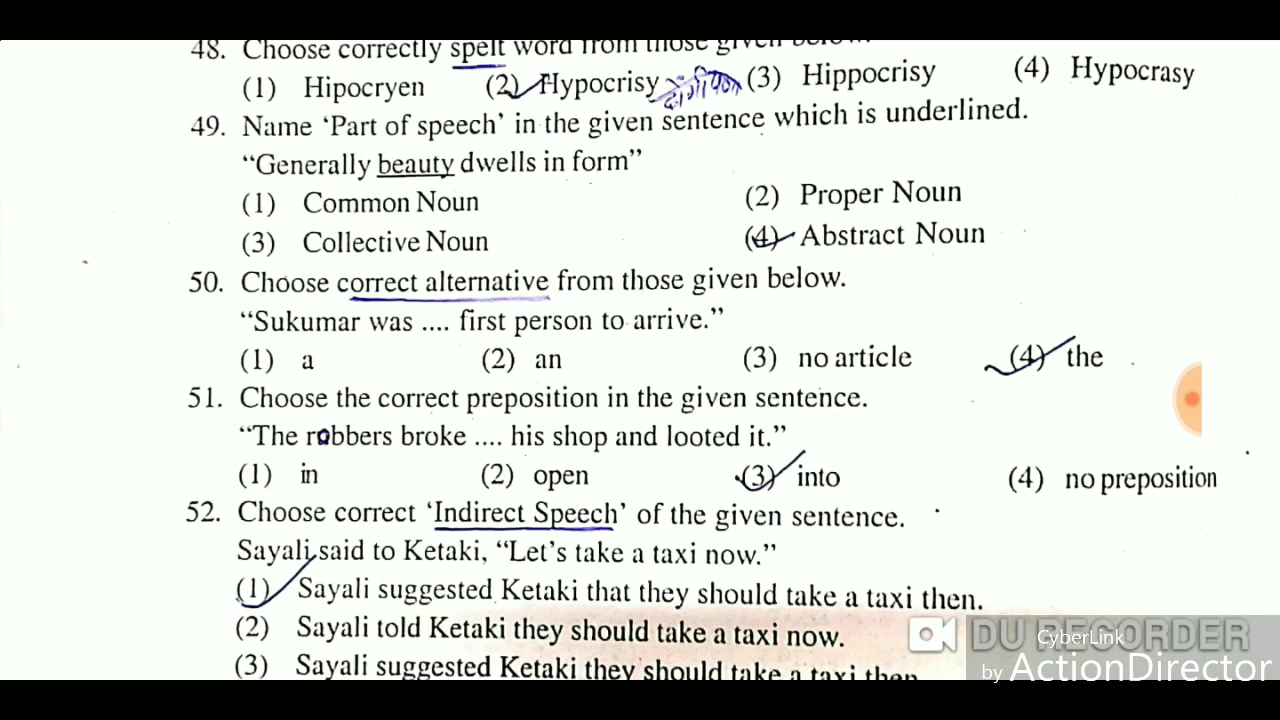 48. Choose correctly spelt word from those given below.
(1) Hipocryen (2) Hypocrisy (3) Hippocrisy (4) Hypocrasy
49. Name ‘Part of speech’ in the given sentence which is underlined.
“Generally beauty dwells in form”
(1) Common Noun (2) Proper Noun
(3) Collective Noun (4) Abstract Noun
50. Choose correct alternative from those given below.
“Sukumar was .... first person to arrive.”
(1) a (2) an (3) no article (4) the
51. Choose the correct preposition in the given sentence.
“The robbers broke .... his shop and looted it.”
(1) in (2) open (3) into (4) no preposition
52. Choose correct ‘Indirect Speech’ of the given sentence.
Sayali said to Ketaki, “Let’s take a taxi now.”
(1) Sayali suggested Ketaki that they should take a taxi then.
(2) Sayali told Ketaki they should take a taxi now.
(3) Sayali suggested Ketaki they should take a taxi then
DU RECORDER
CyberLink
by ActionDirector